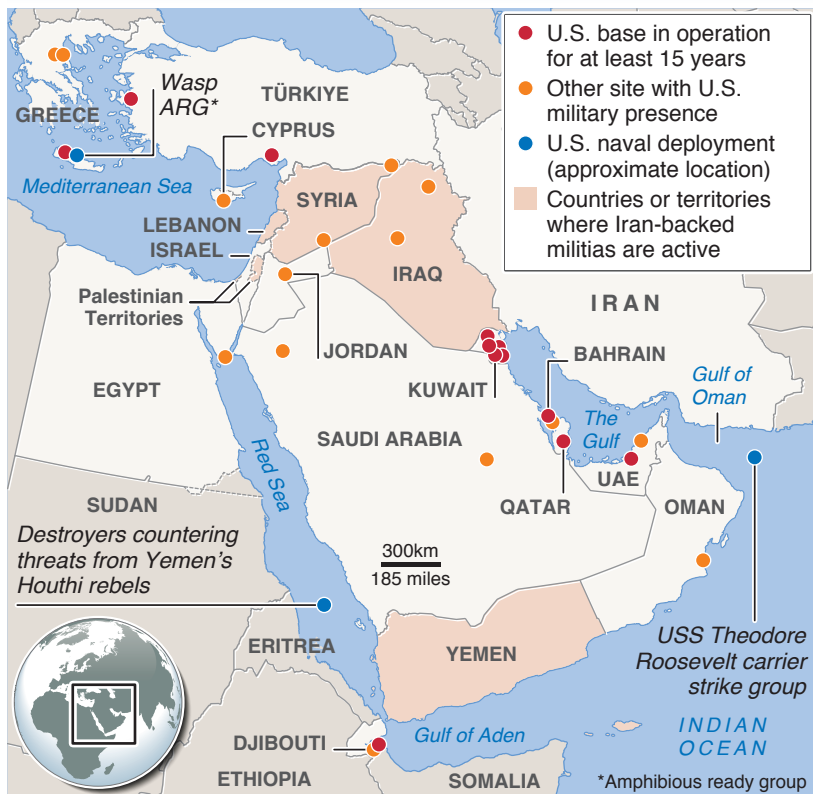 U.S. base in operation
for at least 15 years
Other site with U.S.
military presence
U.S. naval deployment
(approximate location)
Countries or territories
where Iran-backed
militias are active
Wasp
ARG*
TÜRKIYE
GREECE
CYPRUS
Mediterranean Sea
SYRIA
LEBANON
ISRAEL
IRAQ
IRAN
Palestinian
Territories
JORDAN
BAHRAIN
KUWAIT
Gulf of
Oman
EGYPT
The
Gulf
SAUDI ARABIA
Red Sea
UAE
QATAR
OMAN
SUDAN
Destroyers countering
threats from Yemen's
Houthi rebels
300km
185 miles
ERITREA
YEMEN
USS Theodore
Roosevelt carrier
strike group
DJIBOUTI
Gulf of Aden
INDIAN
OCEAN
ETHIOPIA
SOMALIA
*Amphibious ready group